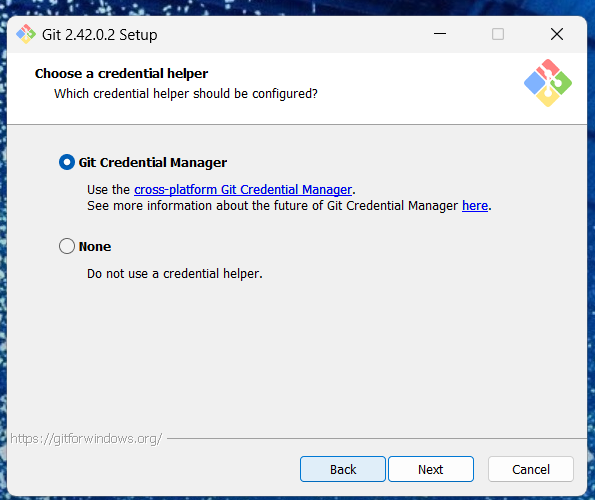 Git 2.42.0.2 Setup
Choose a credential helper
Which credential helper should be configured?
Git Credential Manager
Use the cross-platform Git Credential Manager.
See more information about the future of Git Credential Manager here.
None
Do not use a credential helper.
https://gitforwindows.org/
Back Next Cancel